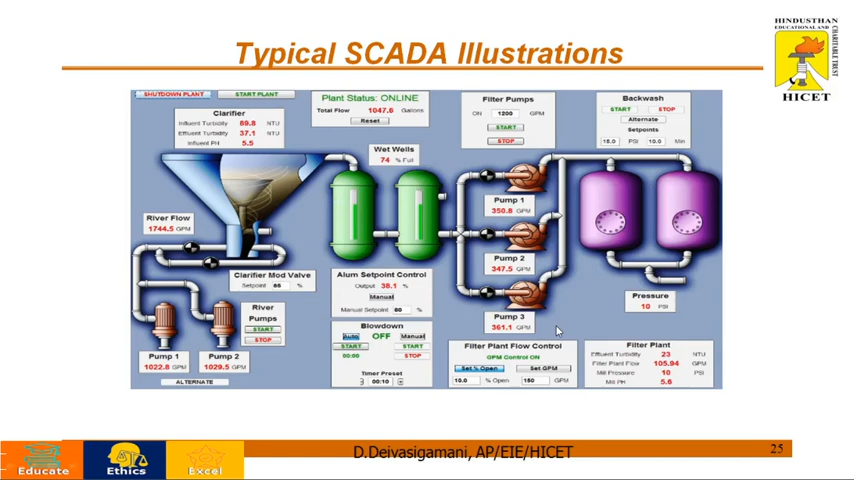 Typical SCADA Illustrations
HINDUSTHAN
EDUCATIONAL AND
CHARITABLE TRUST
HICET
SHUTDOWN PLANT
START PLANT
Clarifier
Influent Turbidity 89.8 NTU
Effluent Turbidity 37.1 NTU
Influent PH 5.5
Plant Status: ONLINE
Total Flow 1047.6 Gallons
Reset
Filter Pumps
ON 1200 GPM
START
STOP
Backwash
START STOP
Alternate
Setpoints
15.0 PSI 10.0 Min
Wet Wells
74 % Full
River Flow
1744.5 GPM
Pump 1
350.8 GPM
Pump 2
347.5 GPM
Pump 3
361.1 GPM
Clarifier Mod Valve
Setpoint %
Alum Setpoint Control
Output 38.1 %
Manual
Manual Setpoint %
River
Pumps
START
STOP
Pressure
10 PSI
Blowdown
Auto OFF Manual
START START
00:00 STOP
Timer Preset
00:10
Pump 1
1022.8 GPM
Pump 2
1029.5 GPM
ALTERNATE
Filter Plant Flow Control
GPM Control ON
Set % Open Set GPM
10.0 % Open GPM
Filter Plant
Effluent Turbidity 23 NTU
Filter Plant Flow 105.94 GPM
Mill Pressure 10 PSI
Mill PH 5.6
Educate
Ethics
Excel
D.Deivasigamani, AP/EIE/HICET
25